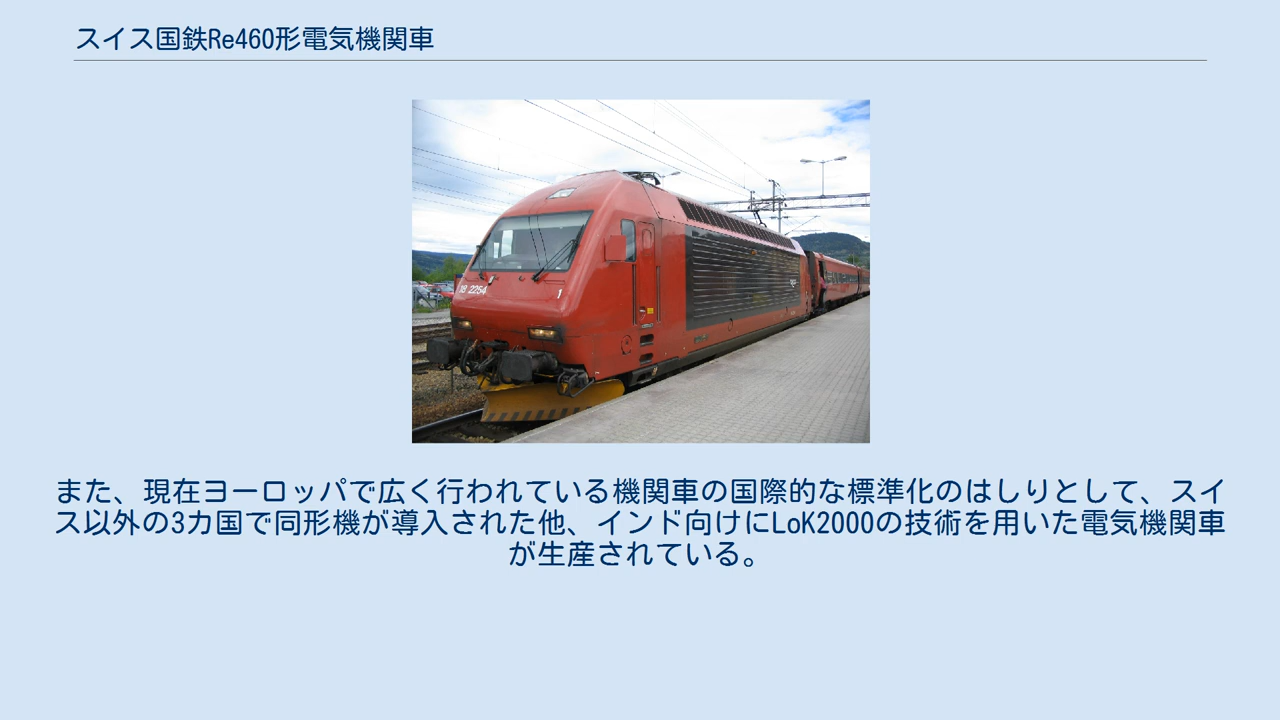 スイス国鉄Re460形電気機関車
18 2254
1
また、現在ヨーロッパで広く行われている機関車の国際的な標準化のはしりとして、スイ
ス以外の3カ国で同形機が導入された他、インド向けにLoK2000の技術を用いた電気機関車
が生産されている。